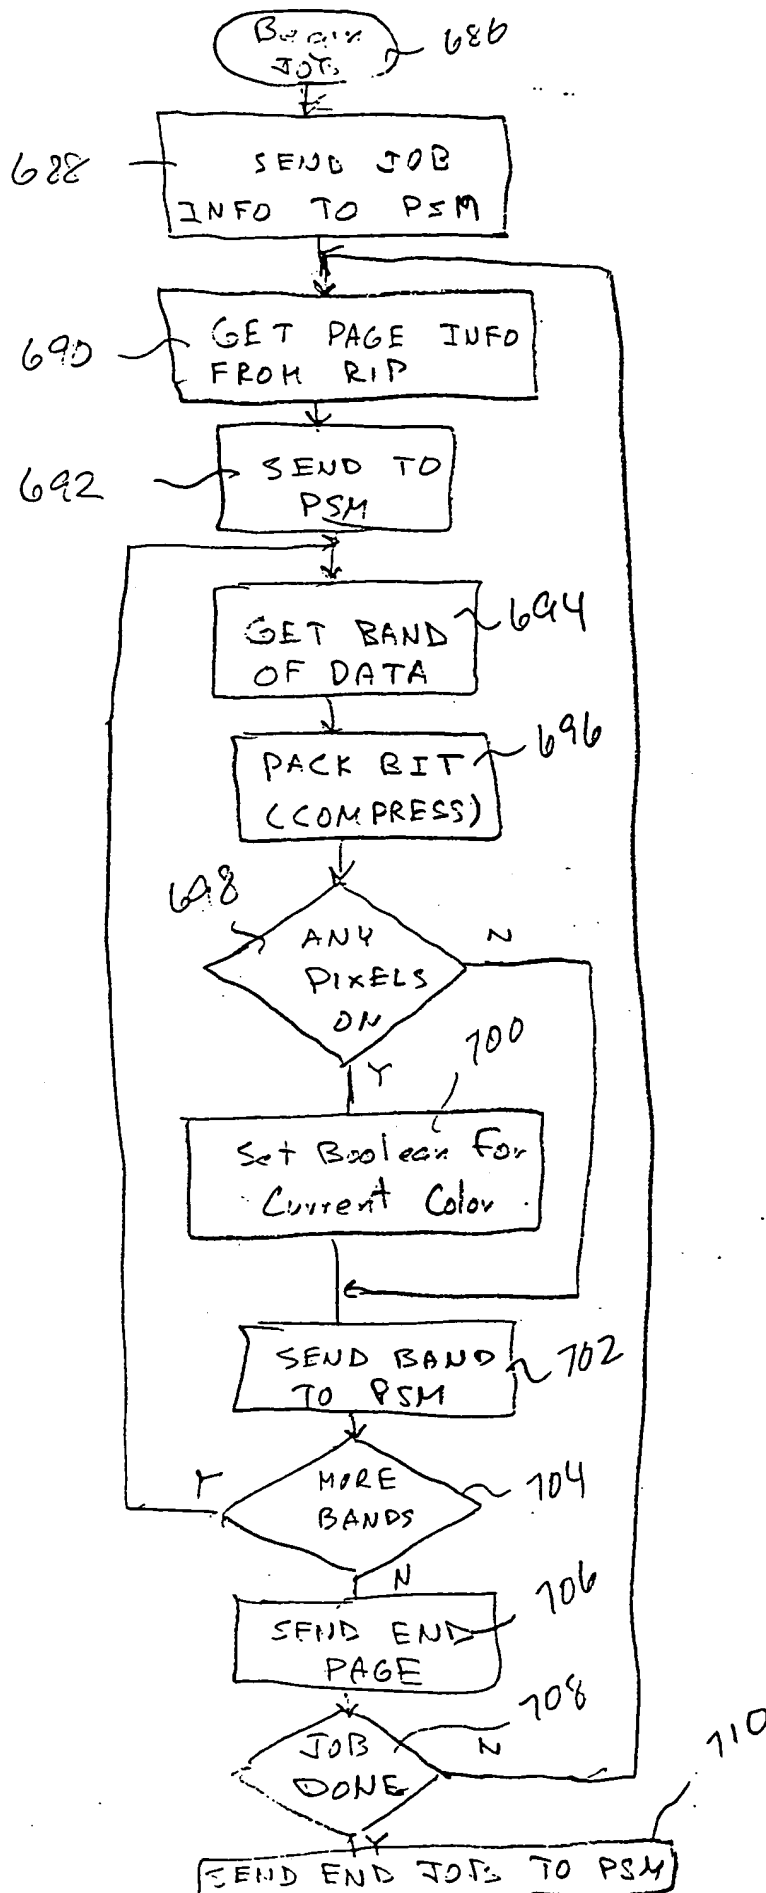 Begin 686
JOB
688 SEND JOB
INFO TO PSM
690 GET PAGE INFO
FROM RIP
692 SEND TO
PSM
694
GET BAND
OF DATA
696
PACK BIT
(COMPRESS)
698
ANY N
PIXELS
ON
700
Y
Set Boolean For
Current Color
SEND BAND 702
TO PSM
Y MORE 704
BANDS
N 706
SEND END
PAGE
708
JOB N
DONE
710
Y
SEND END JOB TO PSM